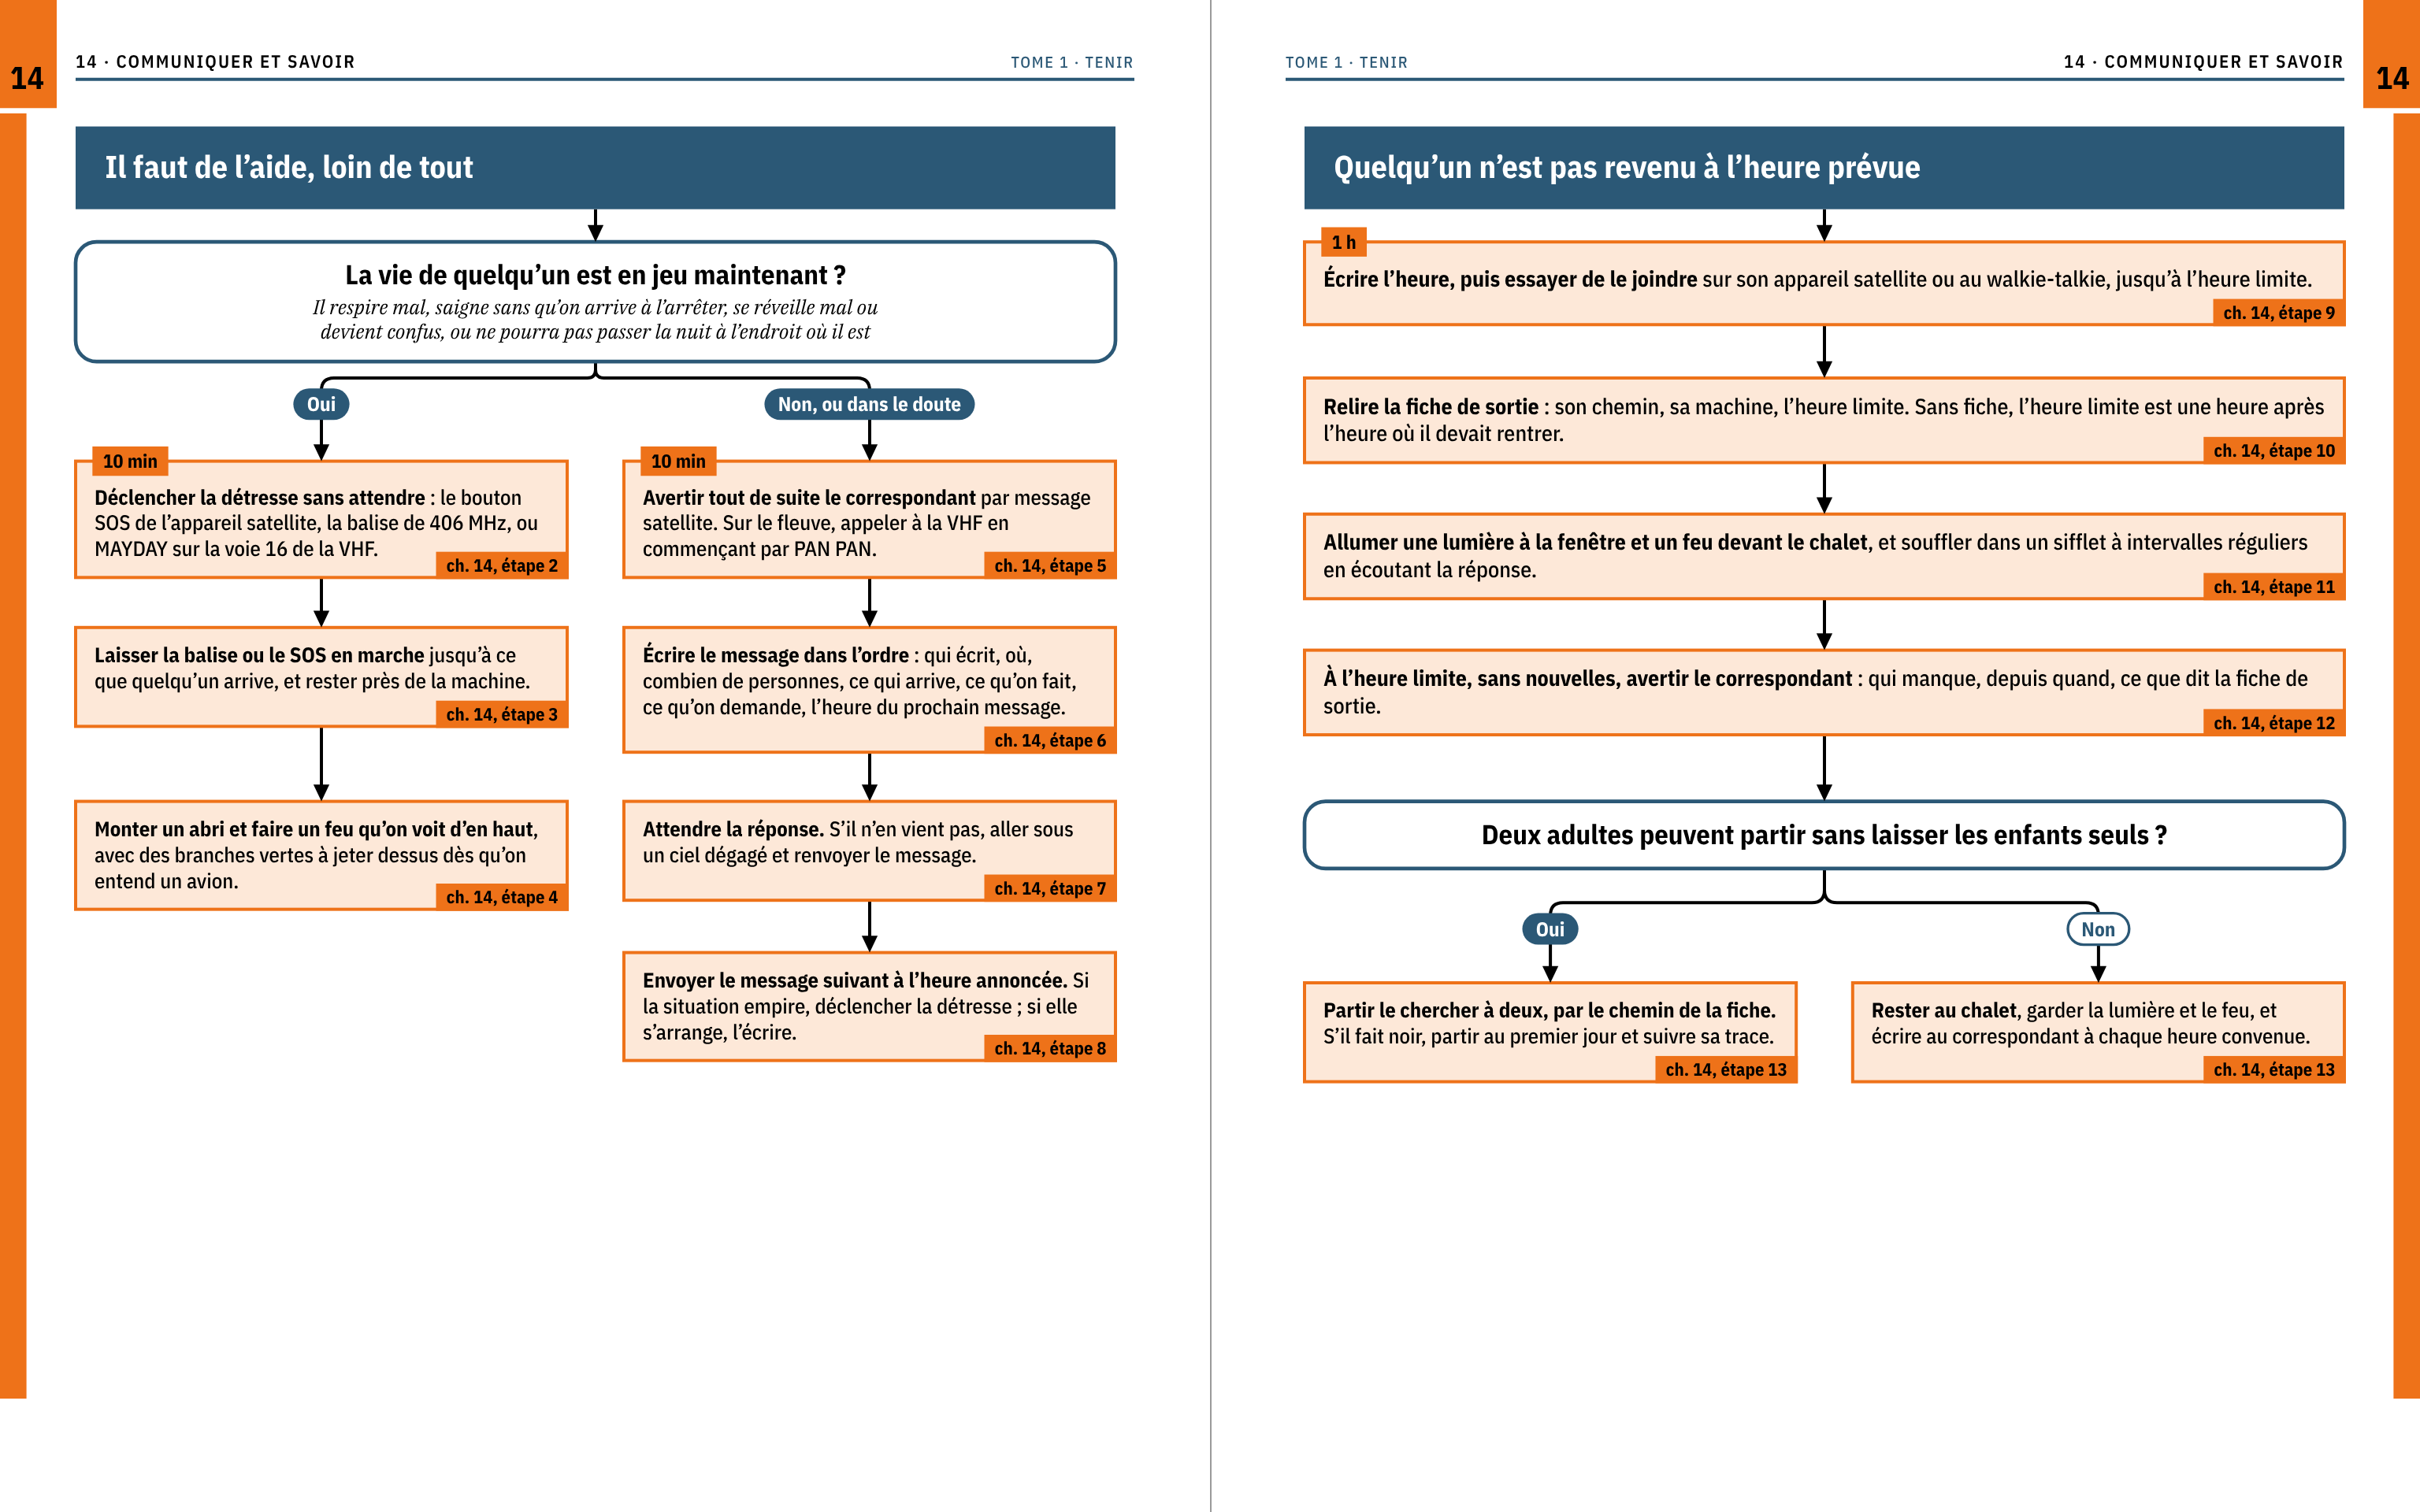 14
14 · COMMUNIQUER ET SAVOIR
TOME 1 · TENIR
Il faut de l’aide, loin de tout
La vie de quelqu’un est en jeu maintenant ?
Il respire mal, saigne sans qu’on arrive à l’arrêter, se réveille mal ou
devient confus, ou ne pourra pas passer la nuit à l’endroit où il est
Oui
10 min
Déclencher la détresse sans attendre : le bouton
SOS de l’appareil satellite, la balise de 406 MHz, ou
MAYDAY sur la voie 16 de la VHF.
ch. 14, étape 2
Laisser la balise ou le SOS en marche jusqu’à ce
que quelqu’un arrive, et rester près de la machine.
ch. 14, étape 3
Monter un abri et faire un feu qu’on voit d’en haut,
avec des branches vertes à jeter dessus dès qu’on
entend un avion.
ch. 14, étape 4
Non, ou dans le doute
10 min
Avertir tout de suite le correspondant par message
satellite. Sur le fleuve, appeler à la VHF en
commençant par PAN PAN.
ch. 14, étape 5
Écrire le message dans l’ordre : qui écrit, où,
combien de personnes, ce qui arrive, ce qu’on fait,
ce qu’on demande, l’heure du prochain message.
ch. 14, étape 6
Attendre la réponse. S’il n’en vient pas, aller sous
un ciel dégagé et renvoyer le message.
ch. 14, étape 7
Envoyer le message suivant à l’heure annoncée. Si
la situation empire, déclencher la détresse ; si elle
s’arrange, l’écrire.
ch. 14, étape 8
TOME 1 · TENIR
14 · COMMUNIQUER ET SAVOIR
14
Quelqu’un n’est pas revenu à l’heure prévue
1 h
Écrire l’heure, puis essayer de le joindre sur son appareil satellite ou au walkie-talkie, jusqu’à l’heure limite.
ch. 14, étape 9
Relire la fiche de sortie : son chemin, sa machine, l’heure limite. Sans fiche, l’heure limite est une heure après
l’heure où il devait rentrer.
ch. 14, étape 10
Allumer une lumière à la fenêtre et un feu devant le chalet, et souffler dans un sifflet à intervalles réguliers
en écoutant la réponse.
ch. 14, étape 11
À l’heure limite, sans nouvelles, avertir le correspondant : qui manque, depuis quand, ce que dit la fiche de
sortie.
ch. 14, étape 12
Deux adultes peuvent partir sans laisser les enfants seuls ?
Oui
Partir le chercher à deux, par le chemin de la fiche.
S’il fait noir, partir au premier jour et suivre sa trace.
ch. 14, étape 13
Non
Rester au chalet, garder la lumière et le feu, et
écrire au correspondant à chaque heure convenue.
ch. 14, étape 13